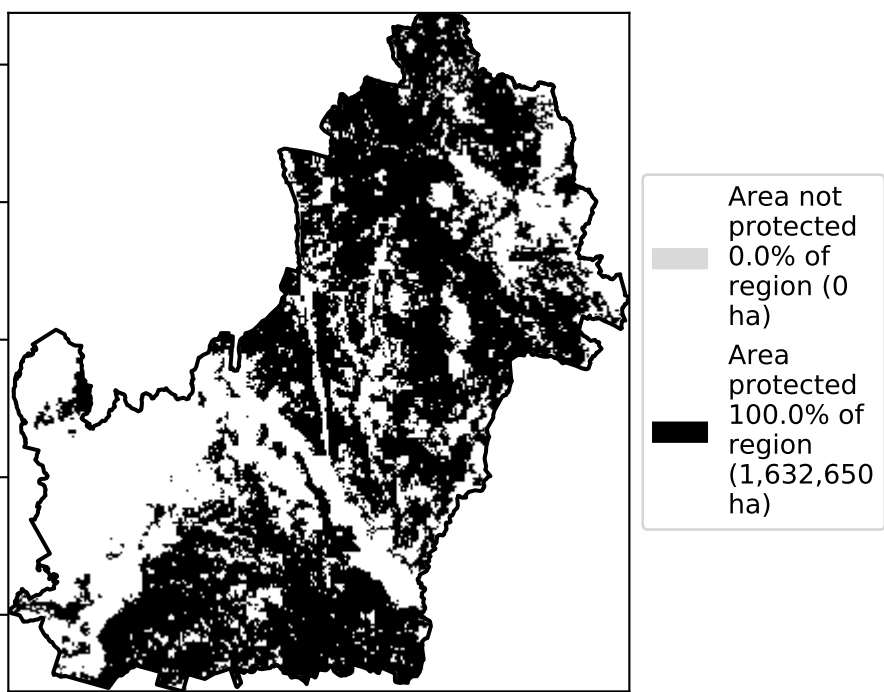 Area not
protected
0.0% of
region (0
ha)
Area
protected
100.0% of
region
(1,632,650
ha)